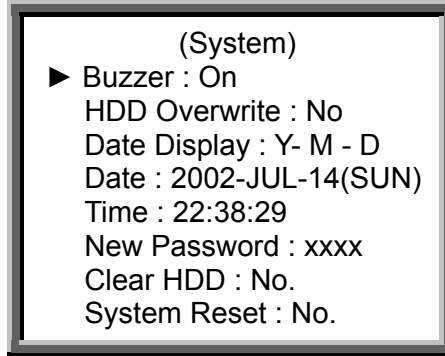 (System)
► Buzzer : On
HDD Overwrite : No
Date Display : Y- M - D
Date : 2002-JUL-14(SUN)
Time : 22:38:29
New Password : xxxx
Clear HDD : No.
System Reset : No.